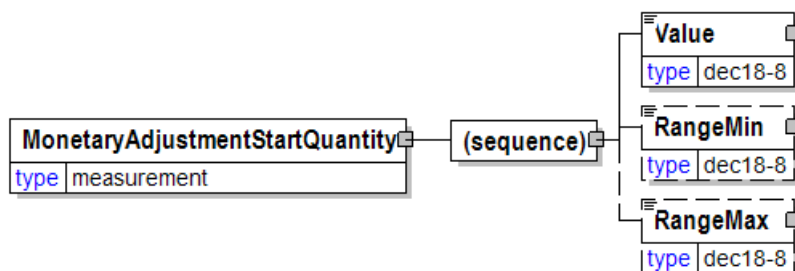 Value
type dec18-8
MonetaryAdjustmentStartQuantity
type measurement
(sequence)
RangeMin
type dec18-8
RangeMax
type dec18-8